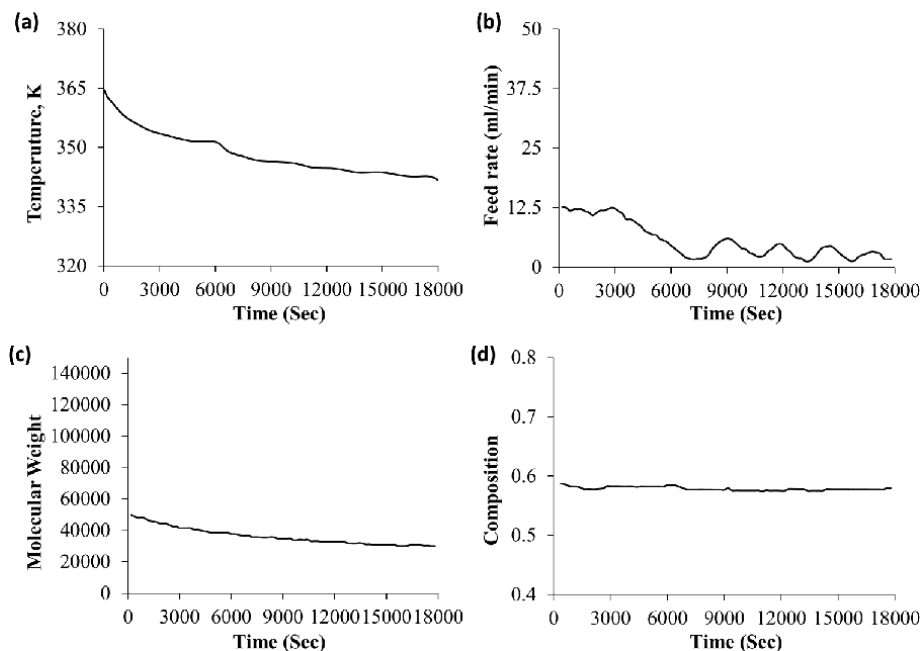 (a)
380
365
350
335
320
Temperuture, K
0 3000 6000 9000 12000 15000 18000
Time (Sec)
(b)
50
37.5
25
12.5
0
Feed rate (ml/min)
0 3000 6000 9000 12000 15000 18000
Time (Sec)
(c)
140000
120000
100000
80000
60000
40000
20000
0
Molecular Weight
0 3000 6000 9000 12000 15000 18000
Time (Sec)
(d)
0.8
0.7
0.6
0.5
0.4
Composition
0 3000 6000 9000 12000 15000 18000
Time (Sec)